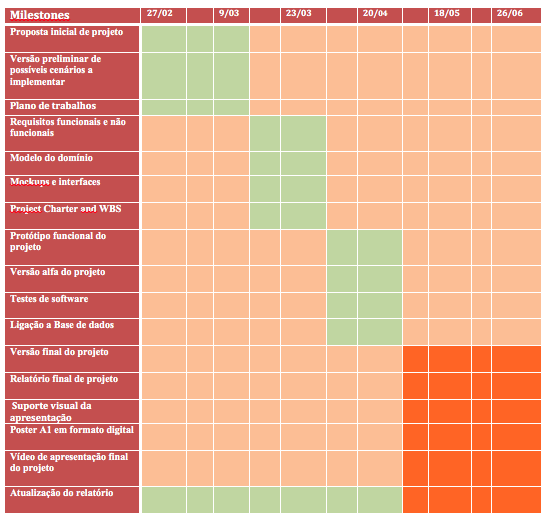 Milestones 27/02 9/03 23/03 20/04 18/05 26/06
Proposta inicial de projeto
Versão preliminar de
possíveis cenários a
implementar
Plano de trabalhos
Requisitos funcionais e não
funcionais
Modelo do domínio
Mockups e interfaces
Project Charter and WBS
Protótipo funcional do
projeto
Versão alfa do projeto
Testes de software
Ligação a Base de dados
Versão final do projeto
Relatório final de projeto
Suporte visual da
apresentação
Poster A1 em formato digital
Vídeo de apresentação final
do projeto
Atualização do relatório